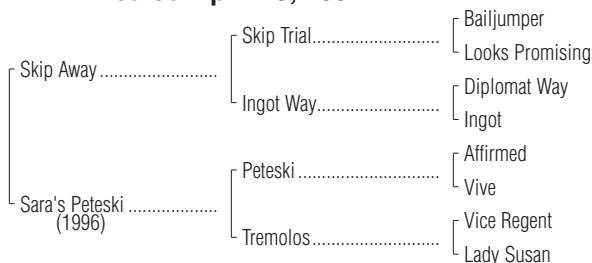 Bailjumper
Skip Trial
Looks Promising
Skip Away
Diplomat Way
Ingot Way
Ingot
Affirmed
Peteski
Vive
Sara's Peteski
(1996)
Vice Regent
Tremolos
Lady Susan